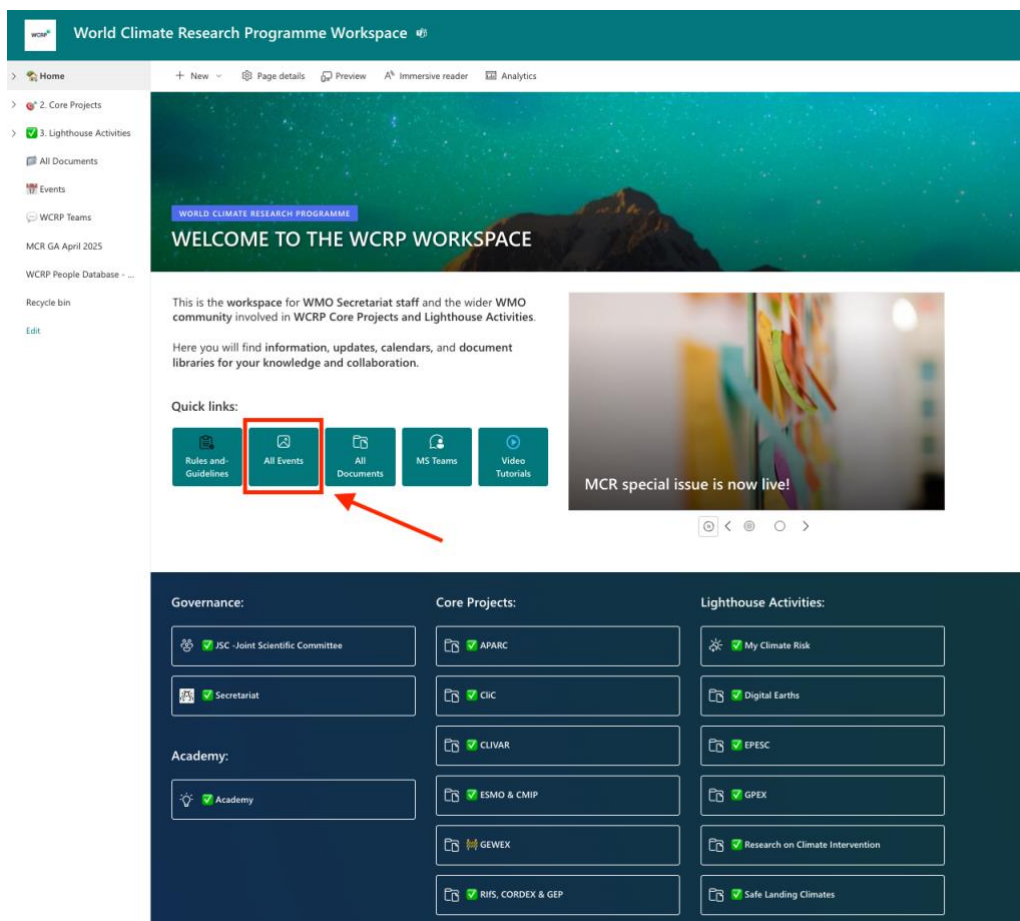 WCRP
World Climate Research Programme Workspace
Home
2. Core Projects
3. Lighthouse Activities
All Documents
Events
WCRP Teams
MCR GA April 2025
WCRP People Database - ...
Recycle bin
Edit
New
Page details
Preview
Immersive reader
Analytics
WORLD CLIMATE RESEARCH PROGRAMME
WELCOME TO THE WCRP WORKSPACE
This is the workspace for WMO Secretariat staff and the wider WMO
community involved in WCRP Core Projects and Lighthouse Activities.
Here you will find information, updates, calendars, and document
libraries for your knowledge and collaboration.
Quick links:
Rules and-
Guidelines
All Events
All
Documents
MS Teams
Video
Tutorials
MCR special issue is now live!
Governance:
JSC -Joint Scientific Committee
Secretariat
Academy:
Academy
Core Projects:
APARC
CliC
CLIVAR
ESMO & CMIP
GEWEX
RIfS, CORDEX & GEP
Lighthouse Activities:
My Climate Risk
Digital Earths
EPESC
GPEX
Research on Climate Intervention
Safe Landing Climates